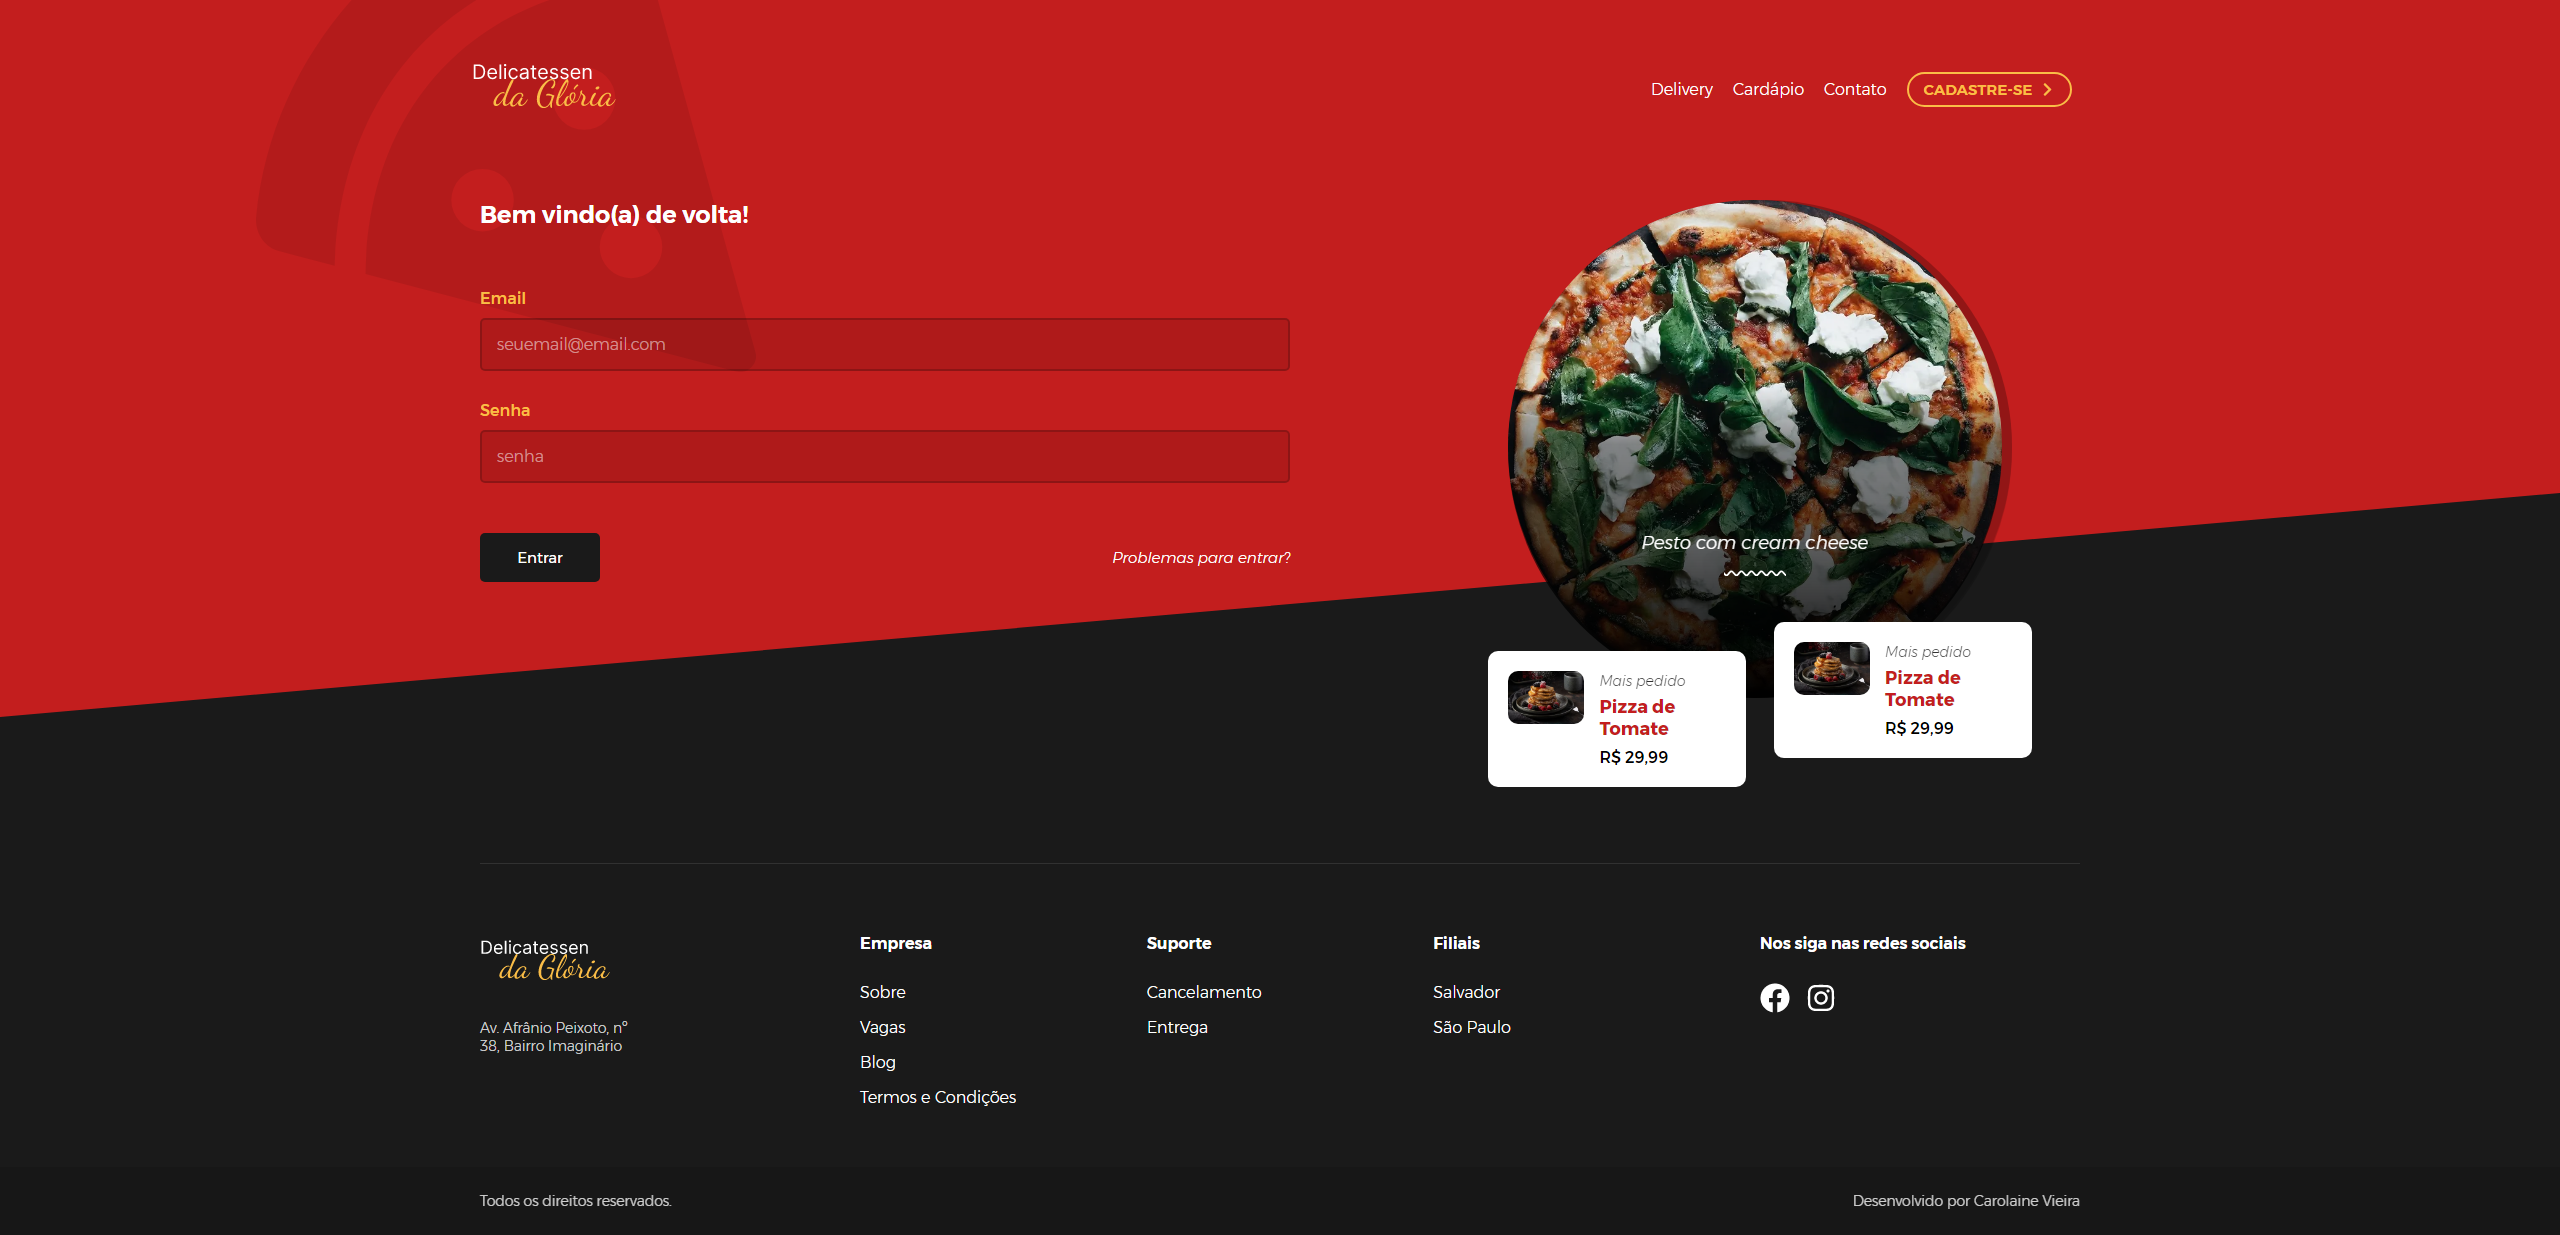 Delicatessen
da Glória
Delivery Cardápio Contato CADASTRE-SE
Bem vindo(a) de volta!
Email
seuemail@email.com
Senha
senha
Entrar
Problemas para entrar?
Pesto com cream cheese
Mais pedido
Pizza de
Tomate
R$ 29,99
Mais pedido
Pizza de
Tomate
R$ 29,99
Delicatessen
da Glória
Av. Afrânio Peixoto, nº
38, Bairro Imaginário
Empresa
Sobre
Vagas
Blog
Termos e Condições
Suporte
Cancelamento
Entrega
Filiais
Salvador
São Paulo
Nos siga nas redes sociais
Todos os direitos reservados.
Desenvolvido por Carolaine Vieira